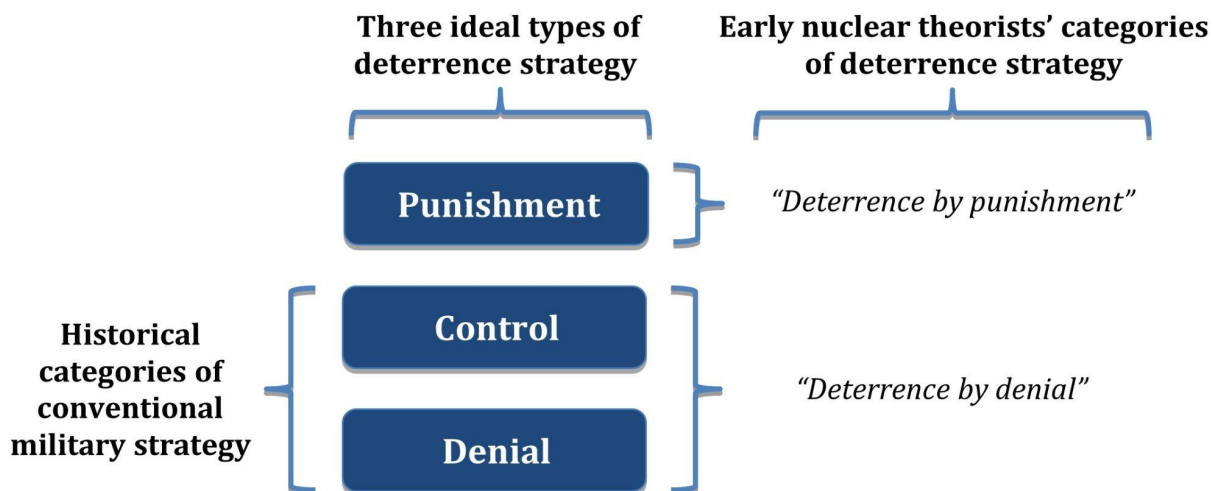 Three ideal types of
deterrence strategy
Early nuclear theorists’ categories
of deterrence strategy
Punishment
“Deterrence by punishment”
Historical
categories of
conventional
military strategy
Control
Denial
“Deterrence by denial”